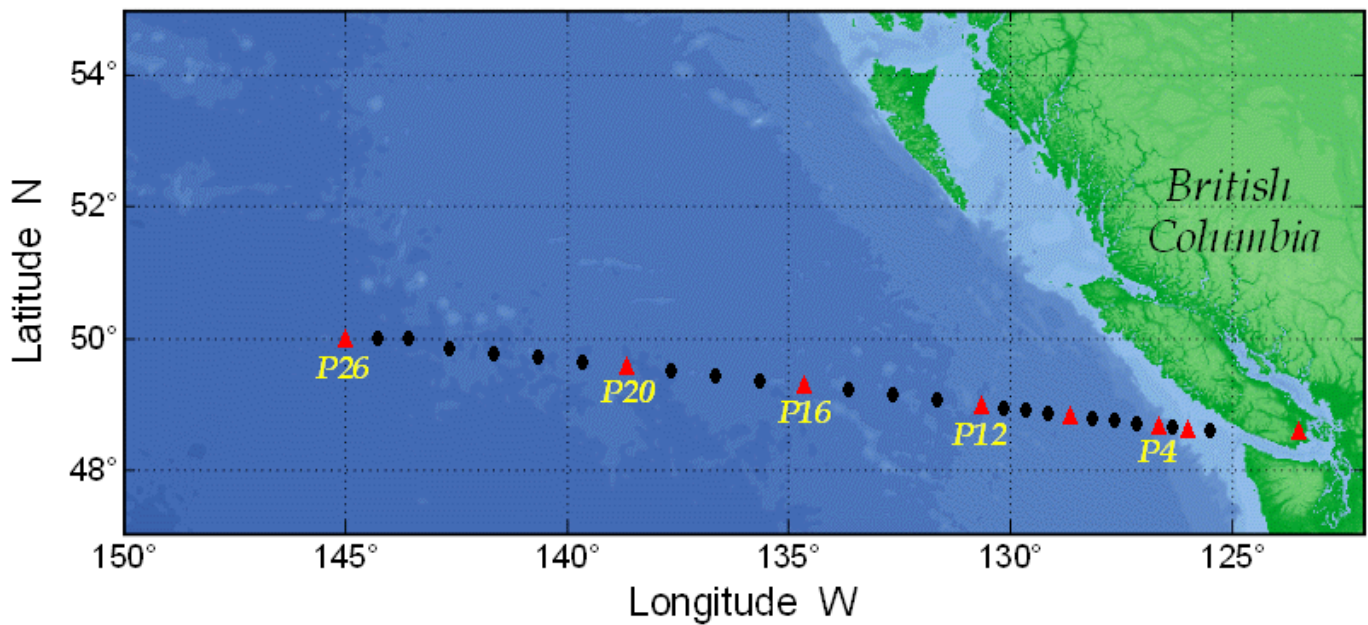 54°
52°
50°
48°
Latitude N
British
Columbia
P26
P20
P16
P12
P4
150°
145°
140°
135°
130°
125°
Longitude W